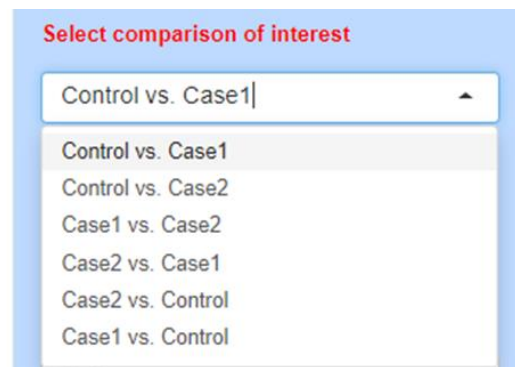 Select comparison of interest
Control vs. Case1
Control vs. Case1
Control vs. Case2
Case1 vs. Case2
Case2 vs. Case1
Case2 vs. Control
Case1 vs. Control